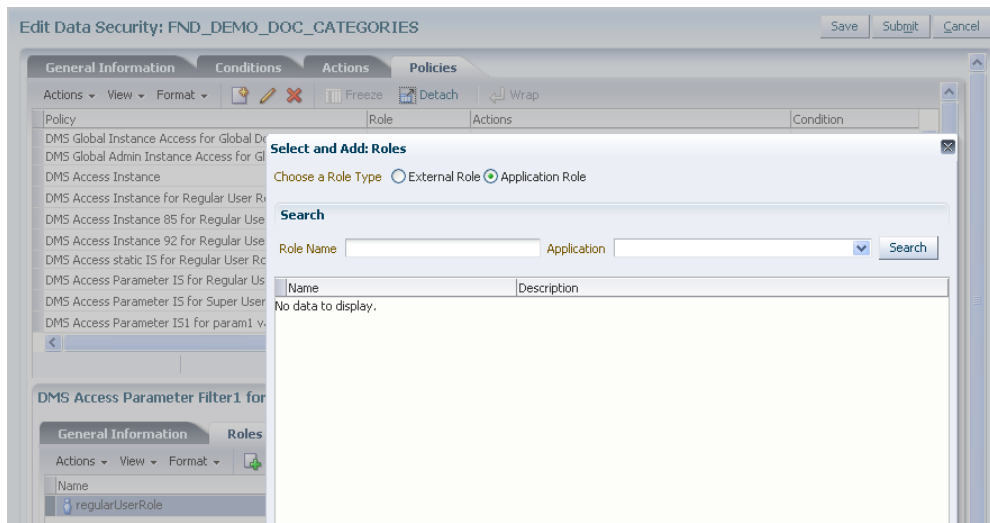 Edit Data Security: FND_DEMO_DOC_CATEGORIES
Save Submit Cancel
General Information Conditions Actions Policies
Actions View Format Freeze Detach Wrap
Policy Role Actions Condition
DMS Global Instance Access for Global
DMS Global Admin Instance Access for
DMS Access Instance
DMS Access Instance for Regular User
DMS Access Instance 85 for Regular Use
DMS Access Instance 92 for Regular Use
DMS Access static IS for Regular User
DMS Access Parameter IS for Regular Us
DMS Access Parameter IS for Super User
DMS Access Parameter IS1 for param1
Select and Add: Roles
Choose a Role Type External Role Application Role
Search
Role Name Application Search
Name Description
No data to display.
DMS Access Parameter Filter1 for
General Information Roles
Actions View Format
Name
regularUserRole